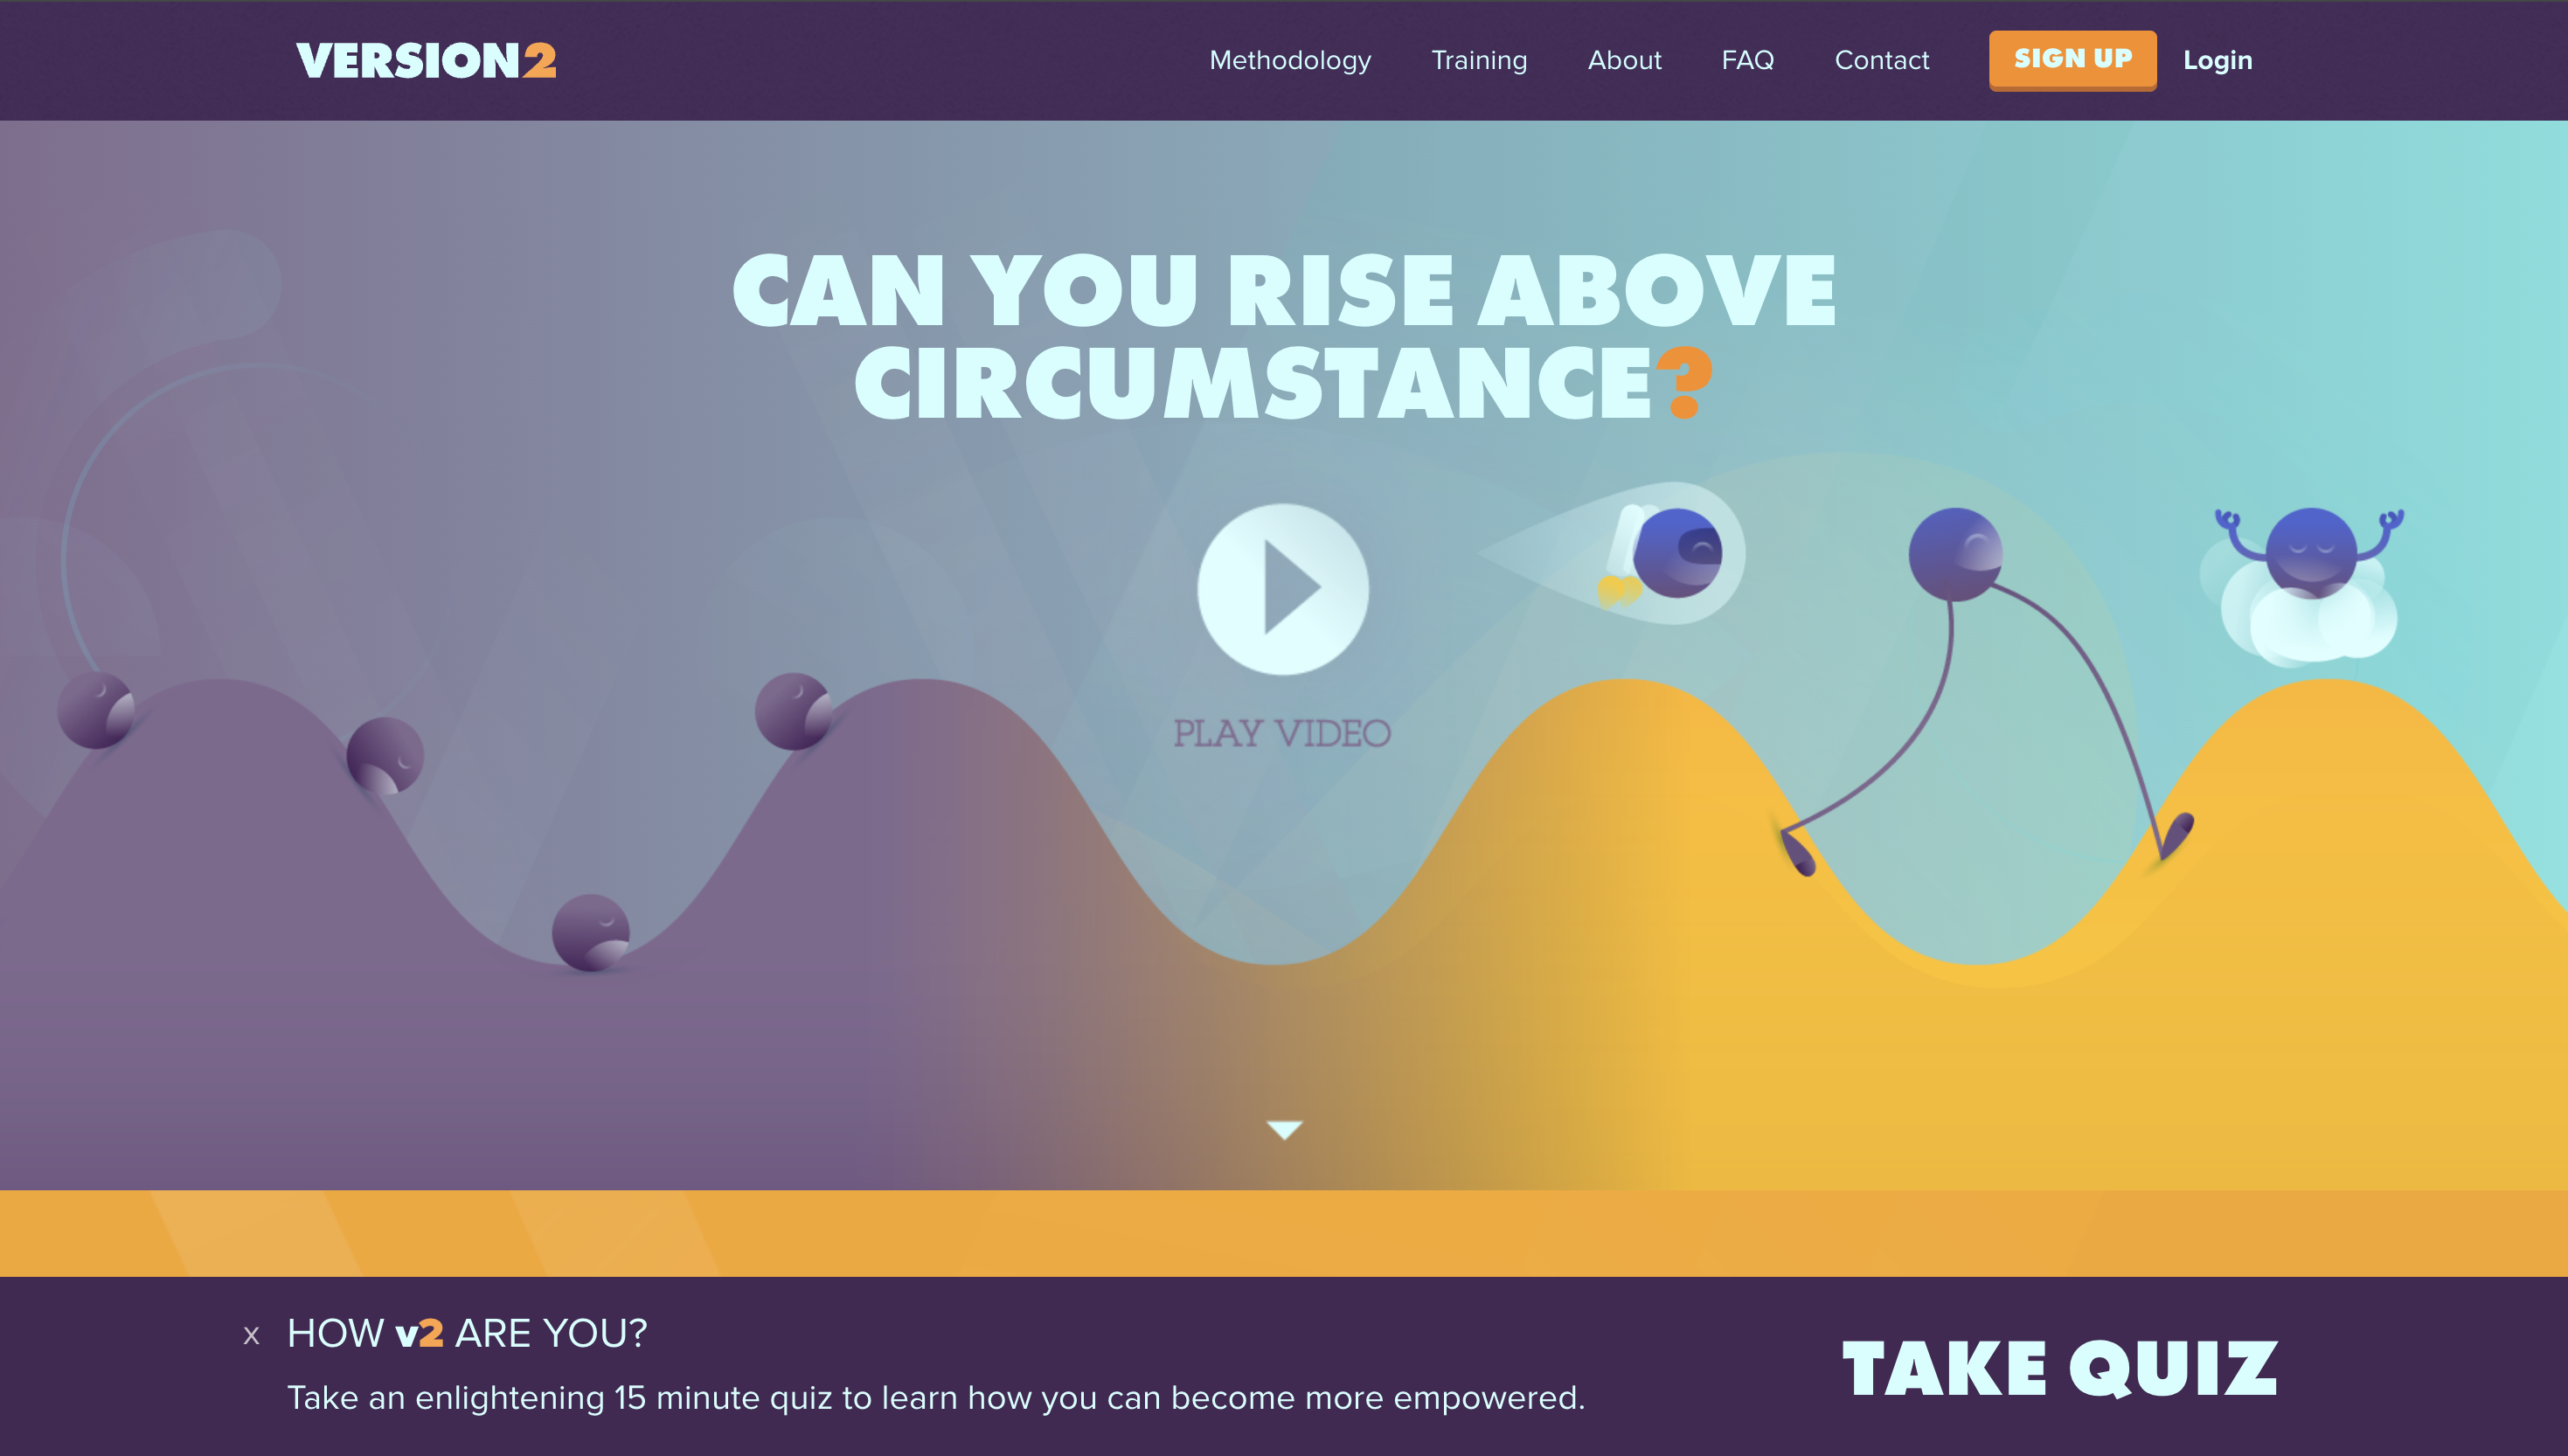 VERSION2
Methodology Training About FAQ Contact SIGN UP Login
CAN YOU RISE ABOVE
CIRCUMSTANCE?
PLAY VIDEO
x HOW v2 ARE YOU?
Take an enlightening 15 minute quiz to learn how you can become more empowered.
TAKE QUIZ